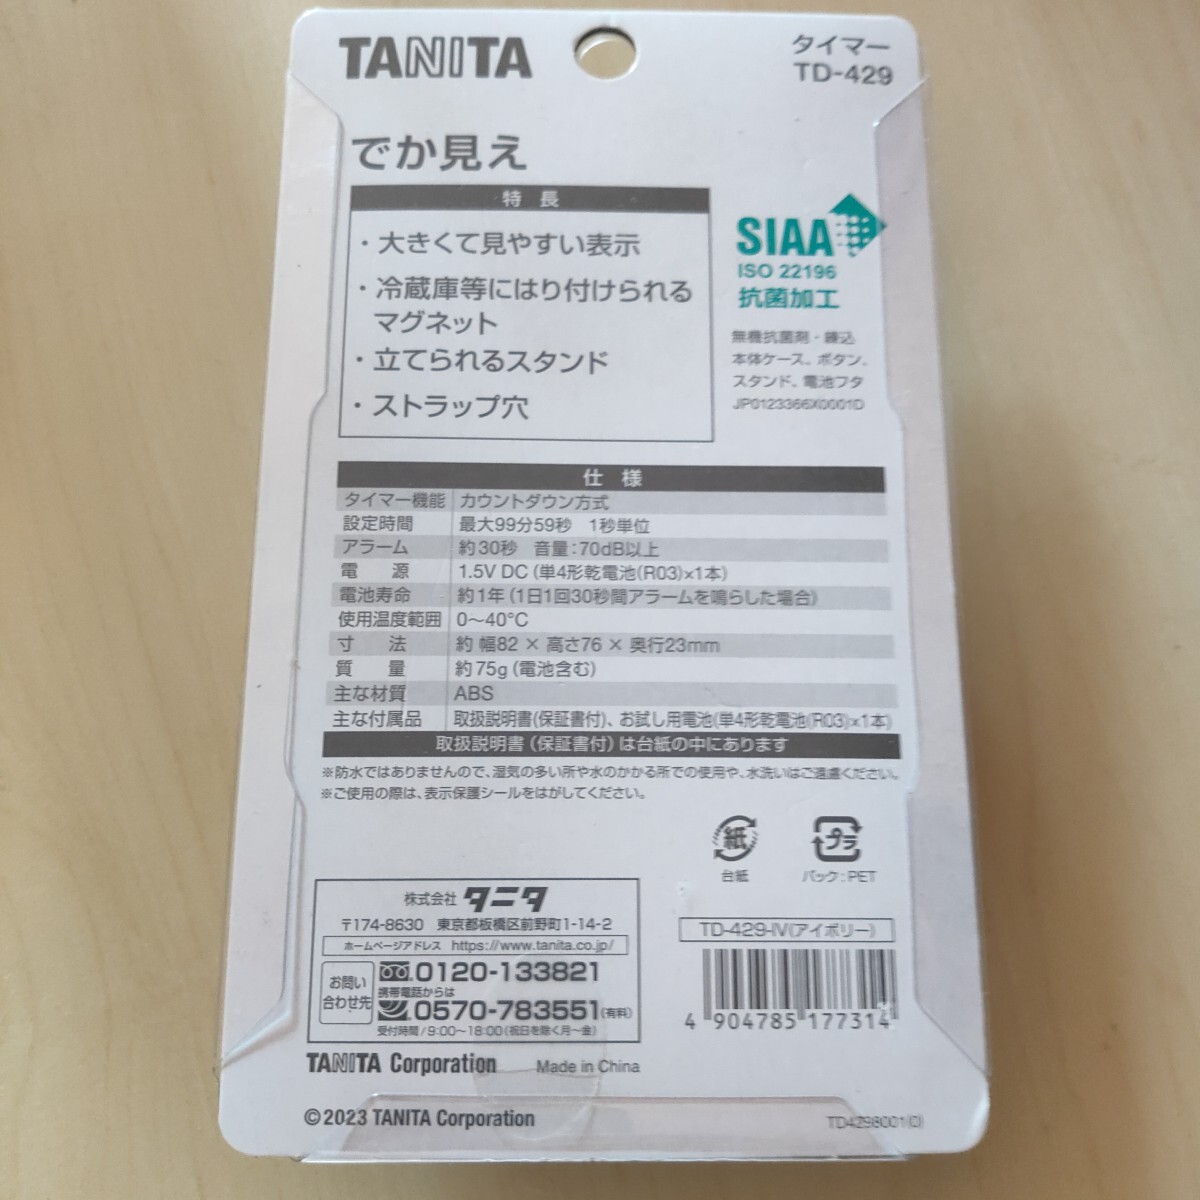 TANITA
タイマー
TD-429
でか見え
特 長
・大きくて見やすい表示
・冷蔵庫等にはり付けられる
マグネット
・立てられるスタンド
・ストラップ穴
SIAA
ISO 22196
抗菌加工
無機抗菌剤・練込
本体ケース、ボタン、
スタンド、電池フタ
JP0123366X0001D
仕 様
タイマー機能 カウントダウン方式
設定時間 最大99分59秒 1秒単位
アラーム 約30秒 音量:70dB以上
電 源 1.5V DC (単4形乾電池(R03)×1本)
電池寿命 約1年 (1日1回30秒間アラームを鳴らした場合)
使用温度範囲 0~40°C
寸 法 約 幅82 × 高さ76 × 奥行23mm
質 量 約75g (電池含む)
主な材質 ABS
主な付属品 取扱説明書(保証書付)、お試し用電池(単4形乾電池(R03)×1本)
取扱説明書 (保証書付) は台紙の中にあります
※防水ではありませんので、湿気の多い所や水のかかる所での使用や、水洗いはご遠慮ください。
※ご使用の際は、表示保護シールをはがしてください。
紙
台紙
プラ
パック:PET
株式会社 タニタ
〒174-8630 東京都板橋区前野町1-14-2
ホームページアドレス https://www.tanita.co.jp/
お問い
合わせ先
0120-133821
携帯電話からは
0570-783551(有料)
受付時間/9:00~18:00(祝日を除く月~金)
TD-429-IV(アイボリー)
4 904785 177314
TANITA Corporation Made in China
©2023 TANITA Corporation
TD4298001(C)